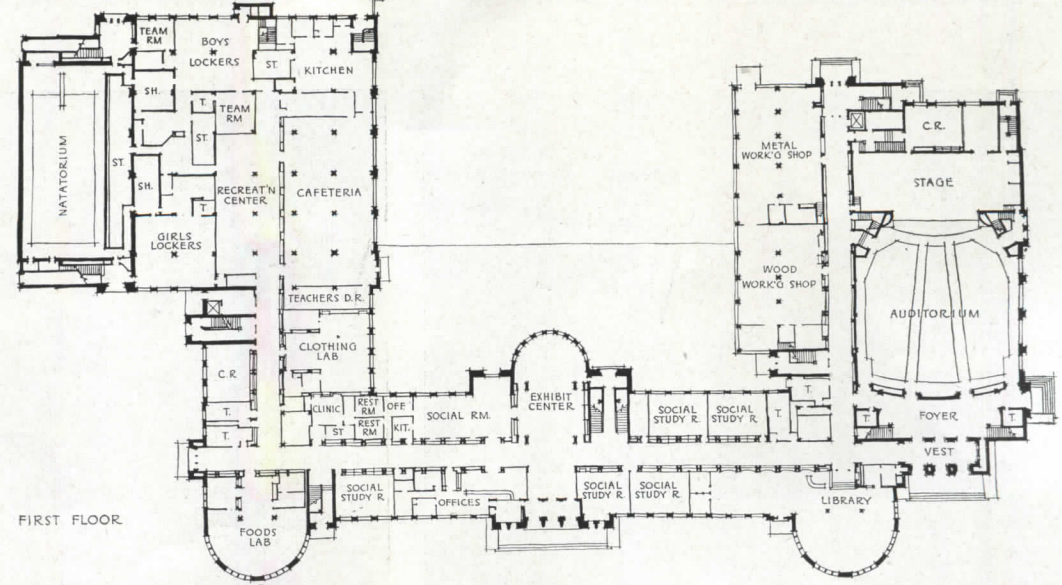 TEAM
RM
BOYS
LOCKERS
ST.
KITCHEN
SH.
T.
TEAM
RM
ST.
NATATORIUM
ST.
SH.
RECREAT'N
CENTER
CAFETERIA
T.
GIRLS
LOCKERS
TEACHERS D.R.
CLOTHING
LAB
C.R
T.
T.
CLINIC
ST
REST
RM
REST
RM
OFF
KIT.
SOCIAL RM.
EXHIBIT
CENTER
SOCIAL
STUDY R.
SOCIAL
STUDY R
T.
T.
METAL
WORK'G SHOP
WOOD
WORK'G SHOP
C.R.
STAGE
AUDITORIUM
FOYER
T.
T.
VEST
LIBRARY
SOCIAL
STUDY R.
OFFICES
SOCIAL
STUDY R.
SOCIAL
STUDY R.
FOODS
LAB
FIRST FLOOR